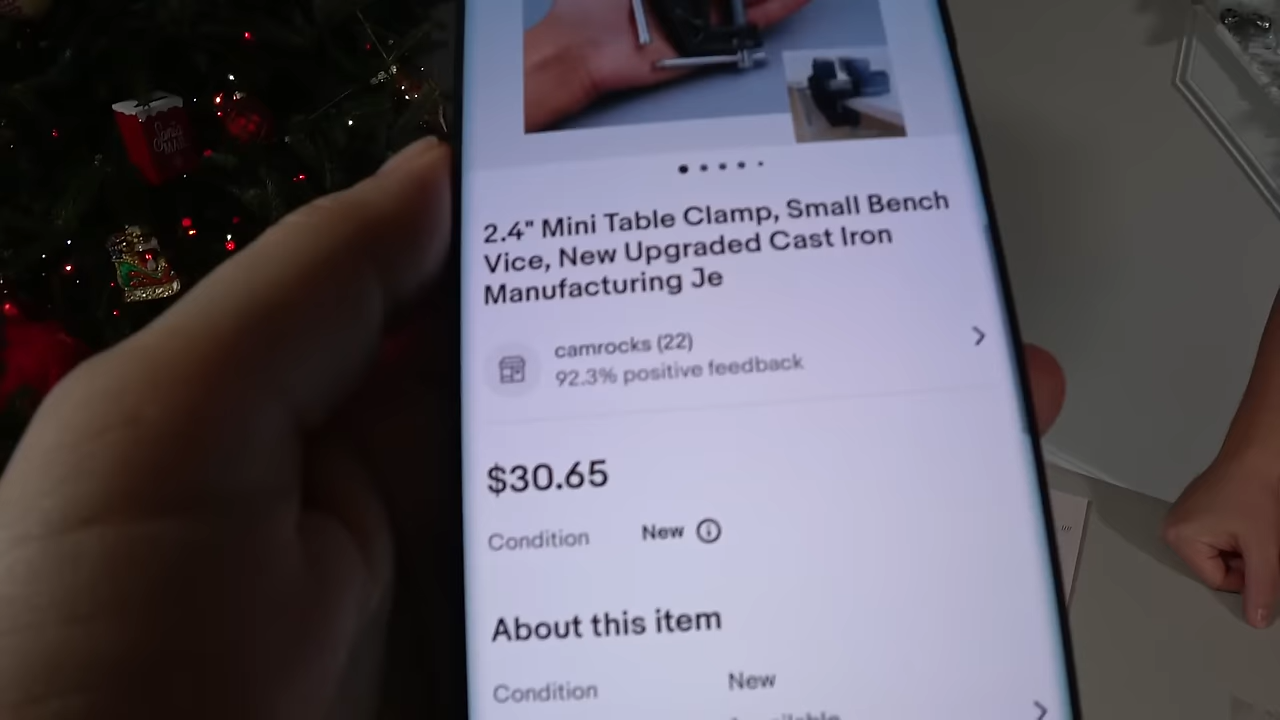 2.4" Mini Table Clamp, Small Bench
Vice, New Upgraded Cast Iron
Manufacturing Je
camrocks (22)
92.3% positive feedback
$30.65
Condition New
About this item
Condition New